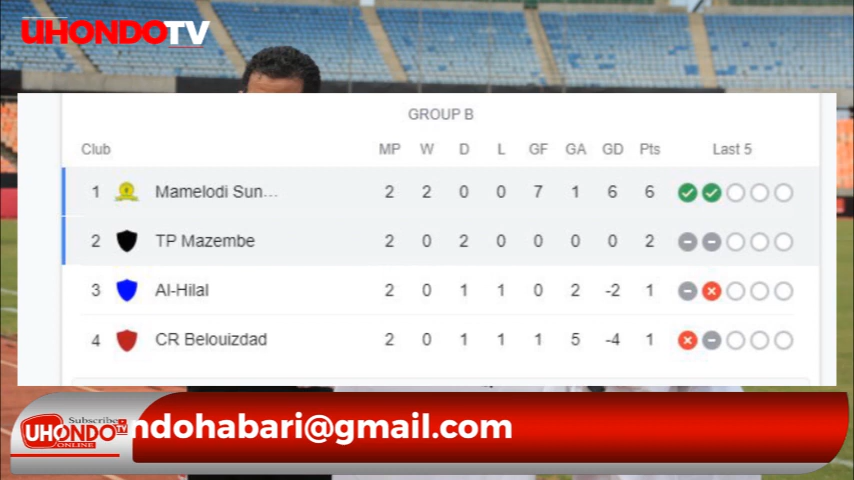 UHONDOTV
GROUP B
Club MP W D L GF GA GD Pts Last 5
1 Mamelodi Sun... 2 2 0 0 7 1 6 6
2 TP Mazembe 2 0 2 0 0 0 0 2
3 Al-Hilal 2 0 1 1 0 2 -2 1
4 CR Belouizdad 2 0 1 1 1 5 -4 1
Subscribe
UHONDO TV
ONLINE
ndohabari@gmail.com